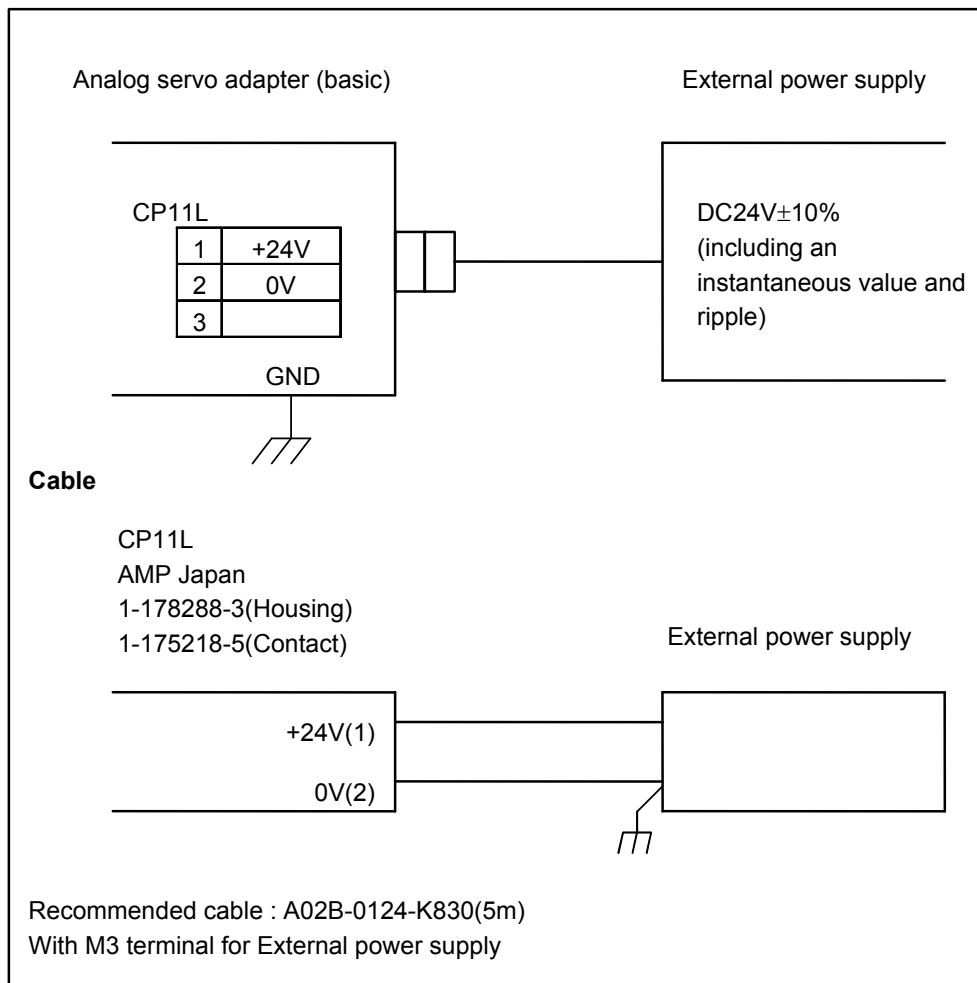 Analog servo adapter (basic)
External power supply
CP11L
1 +24V
2 0V
3
GND
DC24V±10%
(including an
instantaneous value and
ripple)
Cable
CP11L
AMP Japan
1-178288-3(Housing)
1-175218-5(Contact)
External power supply
+24V(1)
0V(2)
Recommended cable : A02B-0124-K830(5m)
With M3 terminal for External power supply